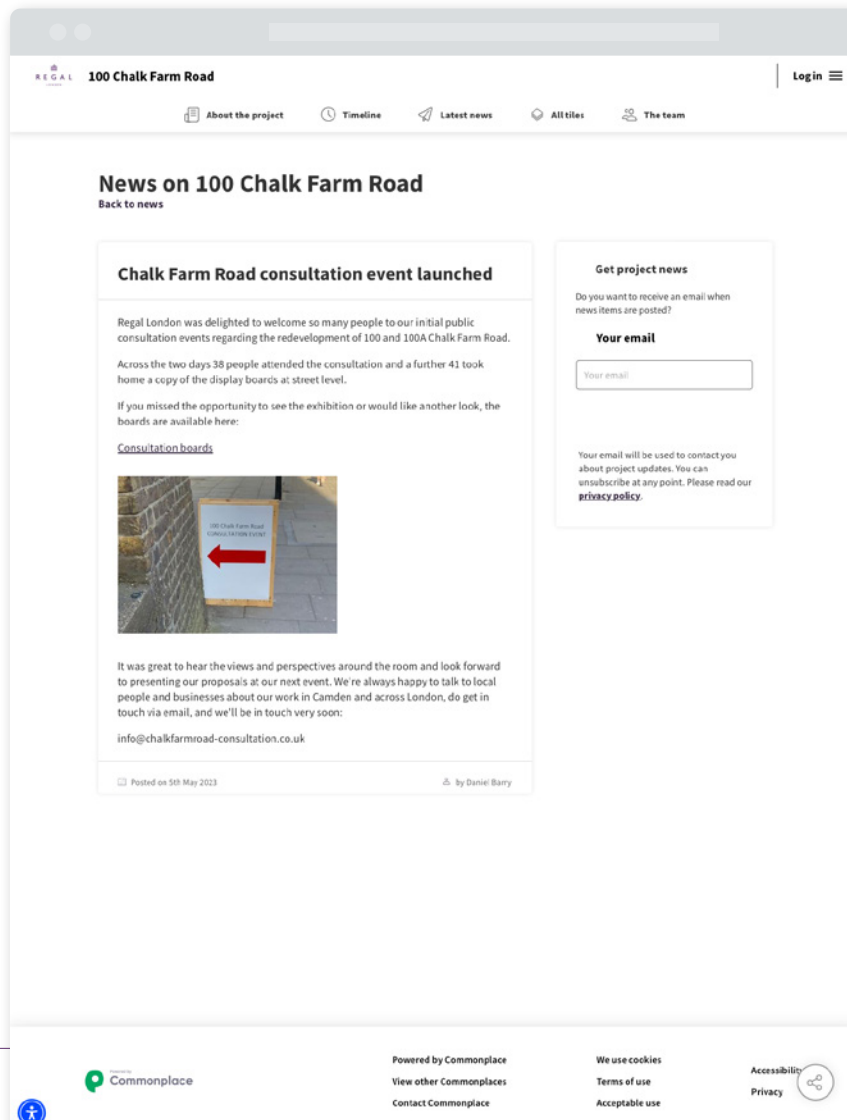 REGAL
LONDON
100 Chalk Farm Road
Log in
About the project
Timeline
Latest news
All tiles
The team
News on 100 Chalk Farm Road
Back to news
Chalk Farm Road consultation event launched
Regal London was delighted to welcome so many people to our initial public
consultation events regarding the redevelopment of 100 and 100A Chalk Farm Road.
Across the two days 38 people attended the consultation and a further 41 took
home a copy of the display boards at street level.
If you missed the opportunity to see the exhibition or would like another look, the
boards are available here:
Consultation boards
100 Chalk Farm Road
CONSULTATION EVENT
It was great to hear the views and perspectives around the room and look forward
to presenting our proposals at our next event. We're always happy to talk to local
people and businesses about our work in Camden and across London, do get in
touch via email, and we'll be in touch very soon:
info@chalkfarmroad-consultation.co.uk
Posted on 5th May 2023
by Daniel Barry
Get project news
Do you want to receive an email when
news items are posted?
Your email
Your email
Your email will be used to contact you
about project updates. You can
unsubscribe at any point. Please read our
privacy policy.
Powered by
Commonplace
Powered by Commonplace
View other Commonplaces
Contact Commonplace
We use cookies
Terms of use
Acceptable use
Accessibility
Privacy